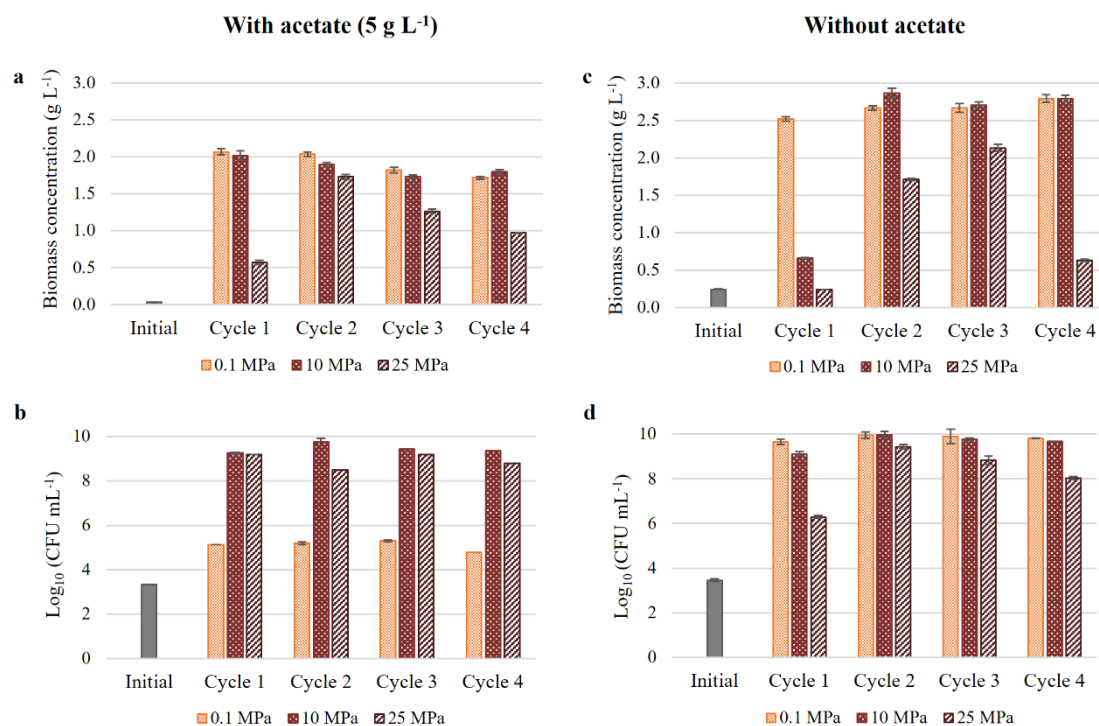 With acetate (5 g L⁻¹)
Without acetate
a
Biomass concentration (g L⁻¹)
3.0
2.5
2.0
1.5
1.0
0.5
0.0
Initial Cycle 1 Cycle 2 Cycle 3 Cycle 4
0.1 MPa 10 MPa 25 MPa
c
Biomass concentration (g L⁻¹)
3.0
2.5
2.0
1.5
1.0
0.5
0.0
Initial Cycle 1 Cycle 2 Cycle 3 Cycle 4
0.1 MPa 10 MPa 25 MPa
b
Log₁₀ (CFU mL⁻¹)
10
8
6
4
2
0
Initial Cycle 1 Cycle 2 Cycle 3 Cycle 4
0.1 MPa 10 MPa 25 MPa
d
Log₁₀ (CFU mL⁻¹)
10
8
6
4
2
0
Initial Cycle 1 Cycle 2 Cycle 3 Cycle 4
0.1 MPa 10 MPa 25 MPa